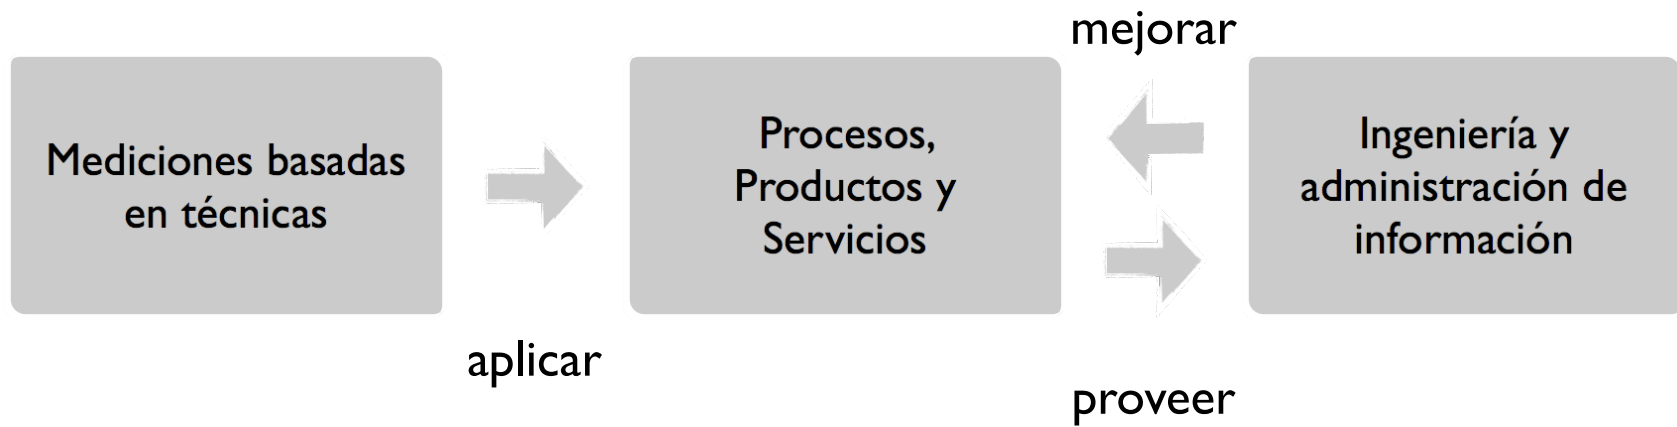 Mediciones basadas
en técnicas
aplicar
Procesos,
Productos y
Servicios
mejorar
proveer
Ingeniería y
administración de
información